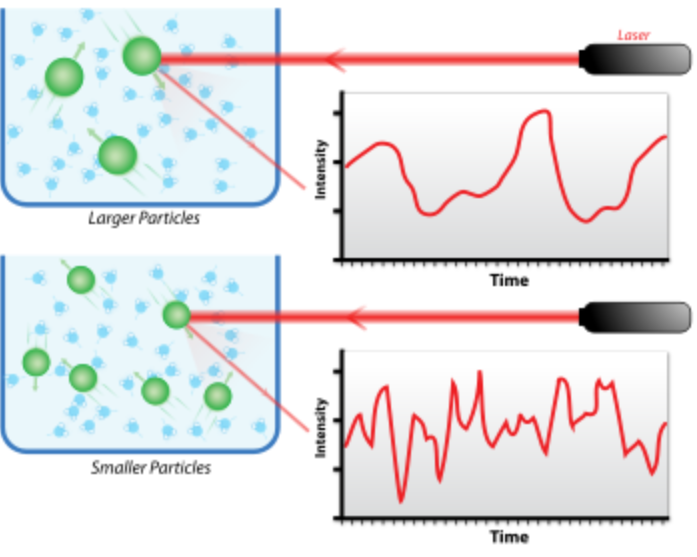 Laser
Intensity
Time
Larger Particles
Intensity
Time
Smaller Particles